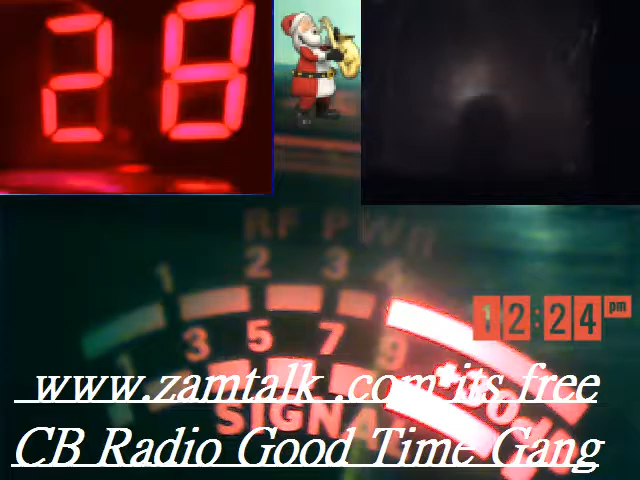 28
RF PWR
1 2 3 4
12:24 pm
1 3 5 7 9
www.zamtalk .com its free
SIGNAL
CB Radio Good Time Gang